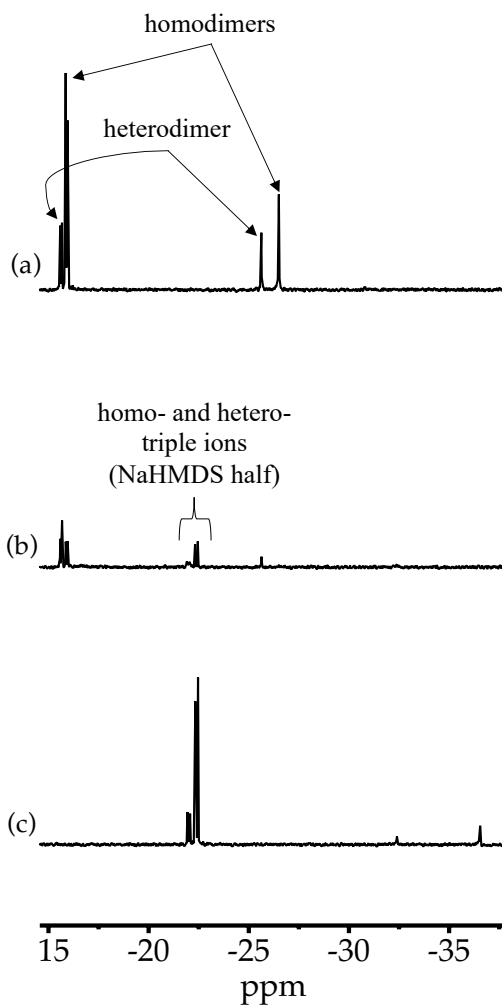 homodimers
heterodimer
(a)
homo- and hetero-
triple ions
(NaHMDS half)
(b)
(c)
15 -20 -25 -30 -35
ppm